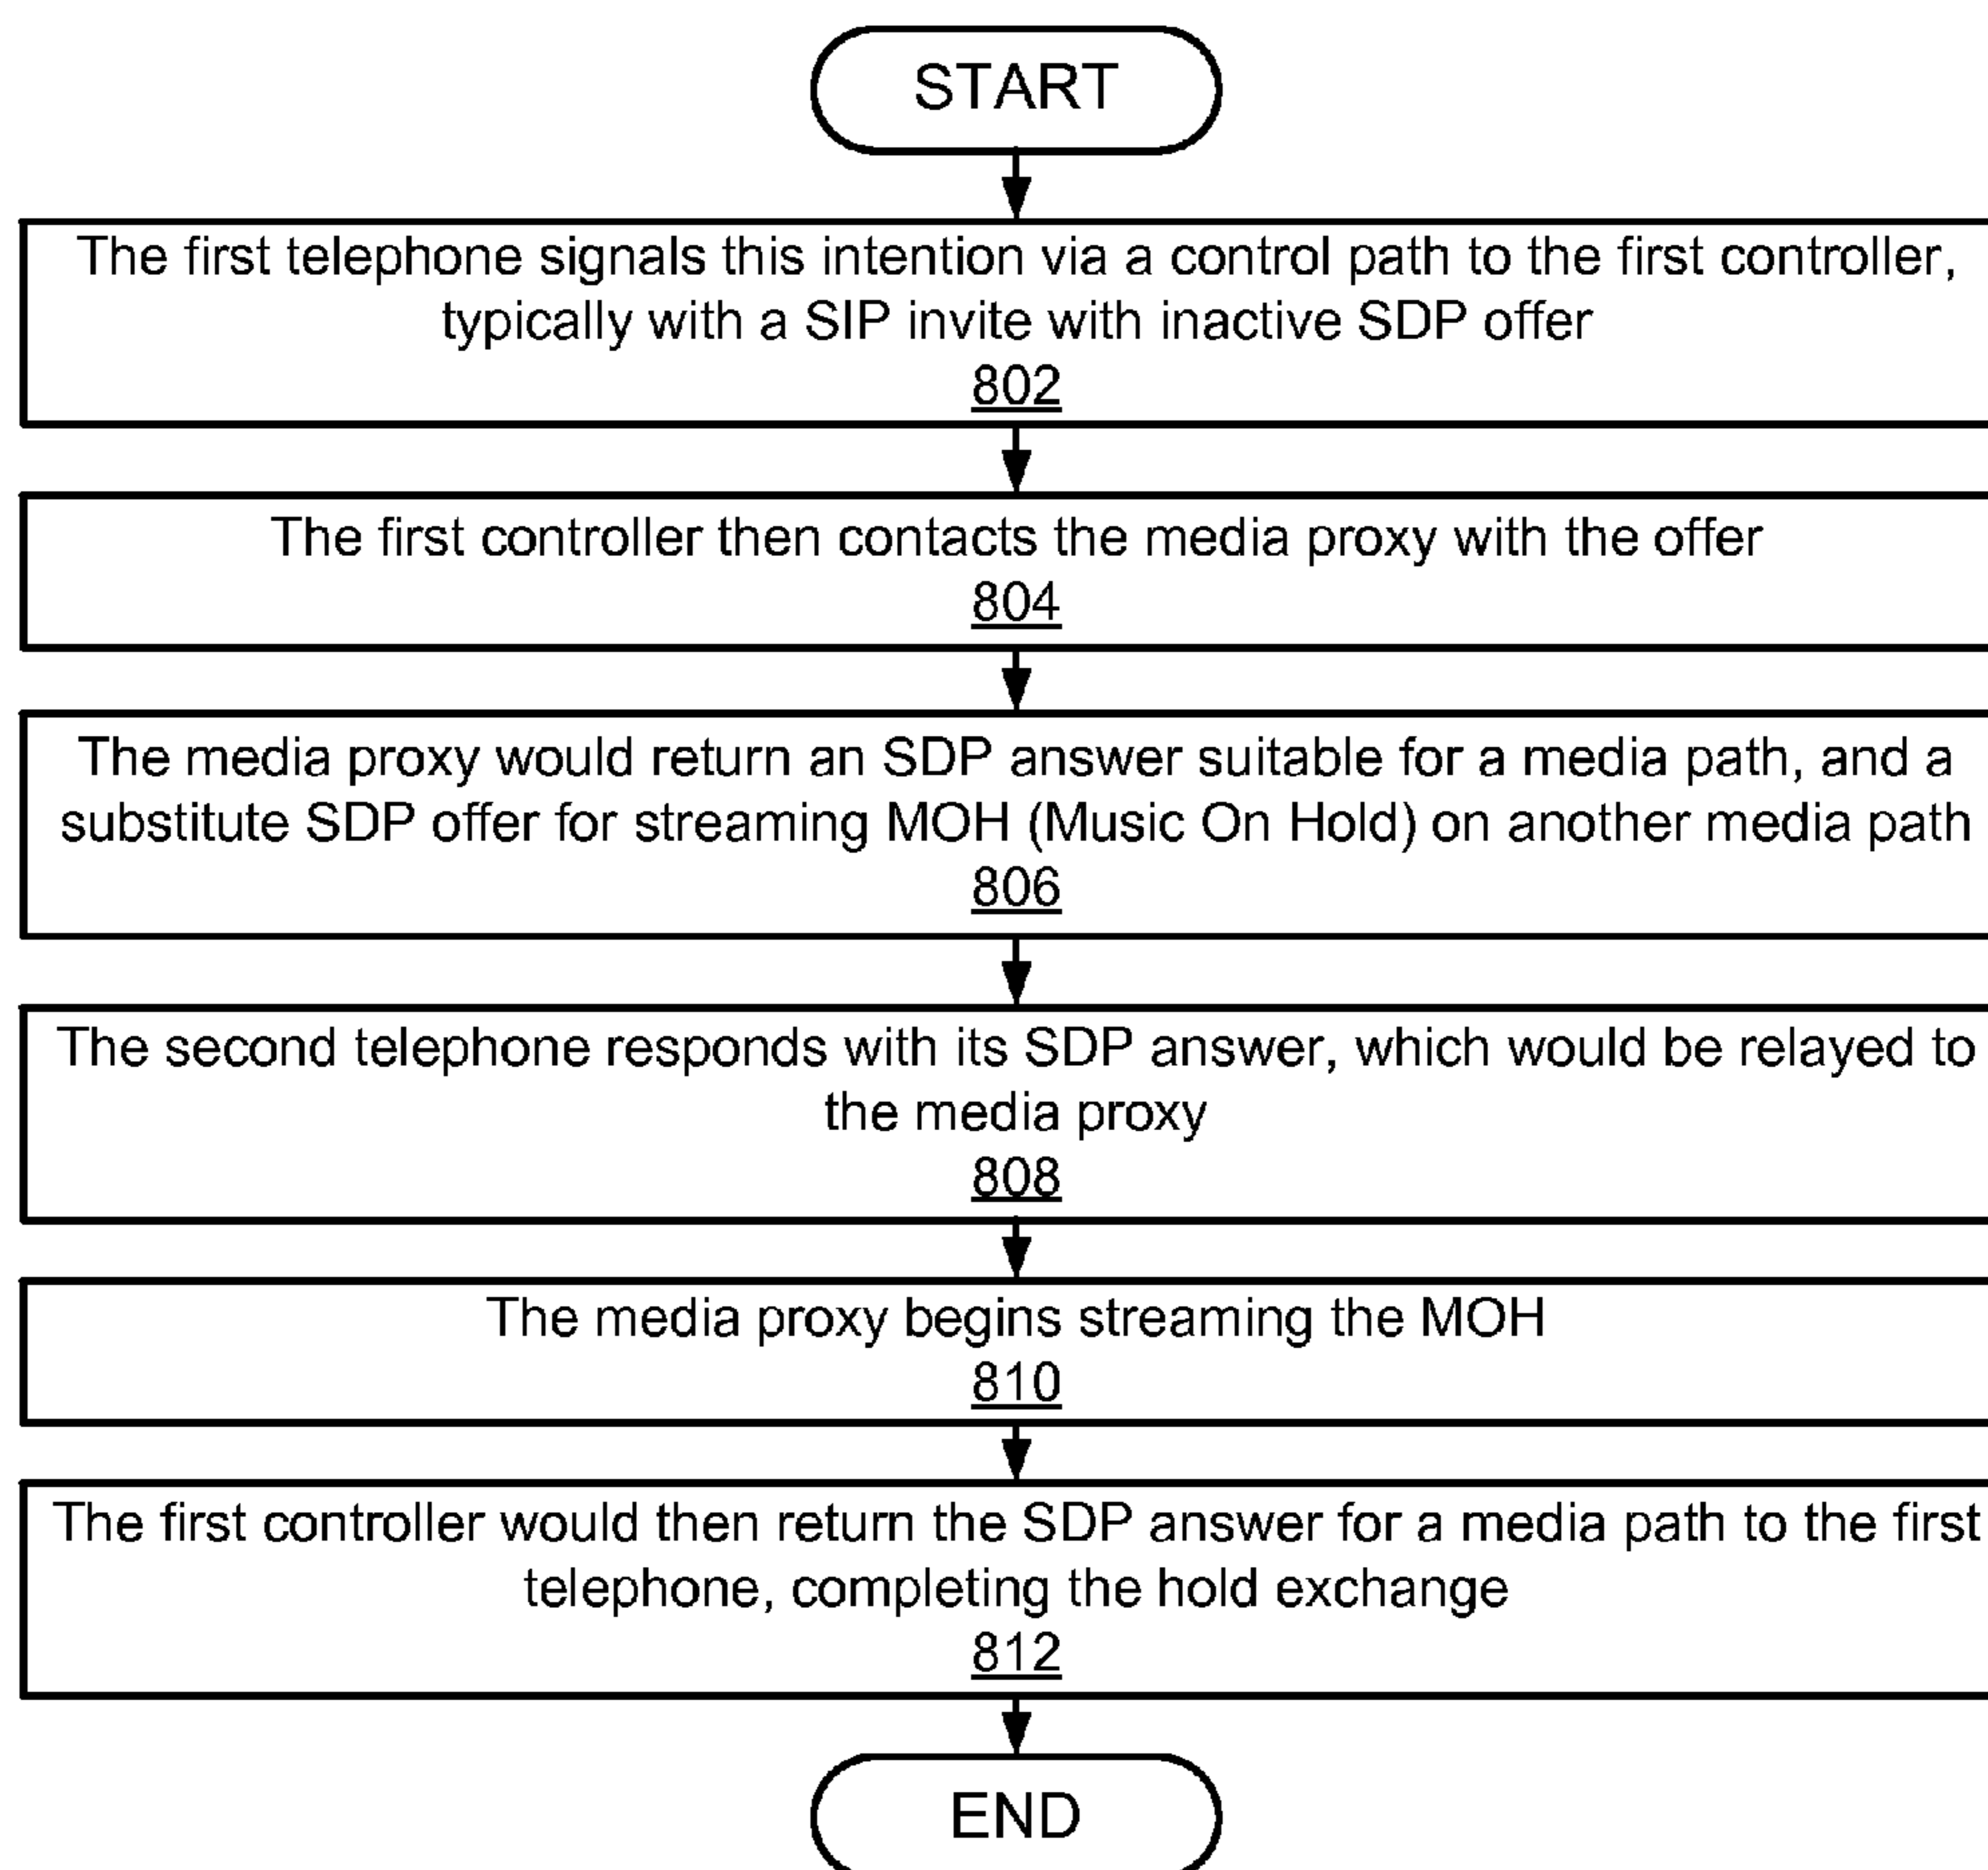 START
The first telephone signals this intention via a control path to the first controller,
typically with a SIP invite with inactive SDP offer
802
The first controller then contacts the media proxy with the offer
804
The media proxy would return an SDP answer suitable for a media path, and a
substitute SDP offer for streaming MOH (Music On Hold) on another media path
806
The second telephone responds with its SDP answer, which would be relayed to
the media proxy
808
The media proxy begins streaming the MOH
810
The first controller would then return the SDP answer for a media path to the first
telephone, completing the hold exchange
812
END